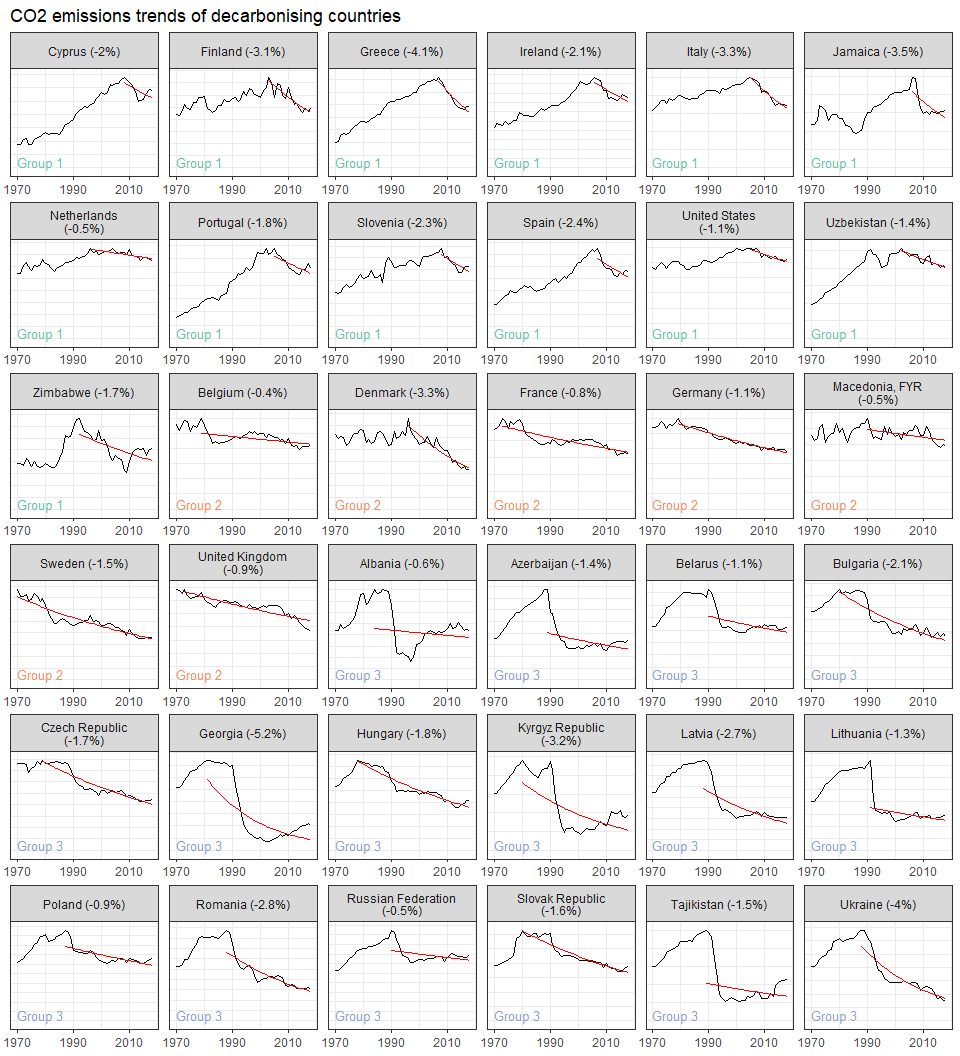 CO2 emissions trends of decarbonising countries
Cyprus (-2%)
Finland (-3.1%)
Greece (-4.1%)
Ireland (-2.1%)
Italy (-3.3%)
Jamaica (-3.5%)
Group 1
Group 1
Group 1
Group 1
Group 1
Group 1
1970 1990 2010
1970 1990 2010
1970 1990 2010
1970 1990 2010
1970 1990 2010
1970 1990 2010
Netherlands
(-0.5%)
Portugal (-1.8%)
Slovenia (-2.3%)
Spain (-2.4%)
United States
(-1.1%)
Uzbekistan (-1.4%)
Group 1
Group 1
Group 1
Group 1
Group 1
Group 1
1970 1990 2010
1970 1990 2010
1970 1990 2010
1970 1990 2010
1970 1990 2010
1970 1990 2010
Zimbabwe (-1.7%)
Belgium (-0.4%)
Denmark (-3.3%)
France (-0.8%)
Germany (-1.1%)
Macedonia, FYR
(-0.5%)
Group 1
Group 2
Group 2
Group 2
Group 2
Group 2
1970 1990 2010
1970 1990 2010
1970 1990 2010
1970 1990 2010
1970 1990 2010
1970 1990 2010
Sweden (-1.5%)
United Kingdom
(-0.9%)
Albania (-0.6%)
Azerbaijan (-1.4%)
Belarus (-1.1%)
Bulgaria (-2.1%)
Group 2
Group 2
Group 3
Group 3
Group 3
Group 3
1970 1990 2010
1970 1990 2010
1970 1990 2010
1970 1990 2010
1970 1990 2010
1970 1990 2010
Czech Republic
(-1.7%)
Georgia (-5.2%)
Hungary (-1.8%)
Kyrgyz Republic
(-3.2%)
Latvia (-2.7%)
Lithuania (-1.3%)
Group 3
Group 3
Group 3
Group 3
Group 3
Group 3
1970 1990 2010
1970 1990 2010
1970 1990 2010
1970 1990 2010
1970 1990 2010
1970 1990 2010
Poland (-0.9%)
Romania (-2.8%)
Russian Federation
(-0.5%)
Slovak Republic
(-1.6%)
Tajikistan (-1.5%)
Ukraine (-4%)
Group 3
Group 3
Group 3
Group 3
Group 3
Group 3
1970 1990 2010
1970 1990 2010
1970 1990 2010
1970 1990 2010
1970 1990 2010
1970 1990 2010